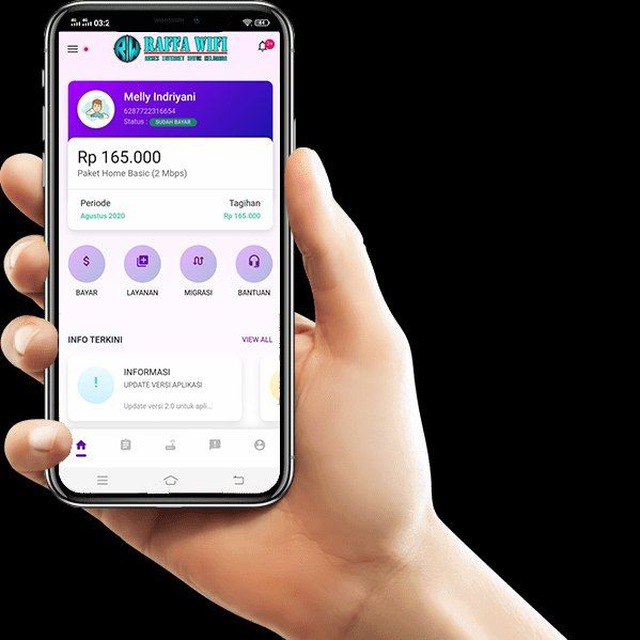 03:2
RAFFA WIFI
Melly Indriyani
6287722316654
Status : SUDAH BAYAR
Rp 165.000
Paket Home Basic (2 Mbps)
Periode Tagihan
Agustus 2020 Rp 165.000
BAYAR LAYANAN MIGRASI BANTUAN
INFO TERKINI VIEW ALL
INFORMASI
UPDATE VERSI APLIKASI
Update versi 2.0 untuk apli...